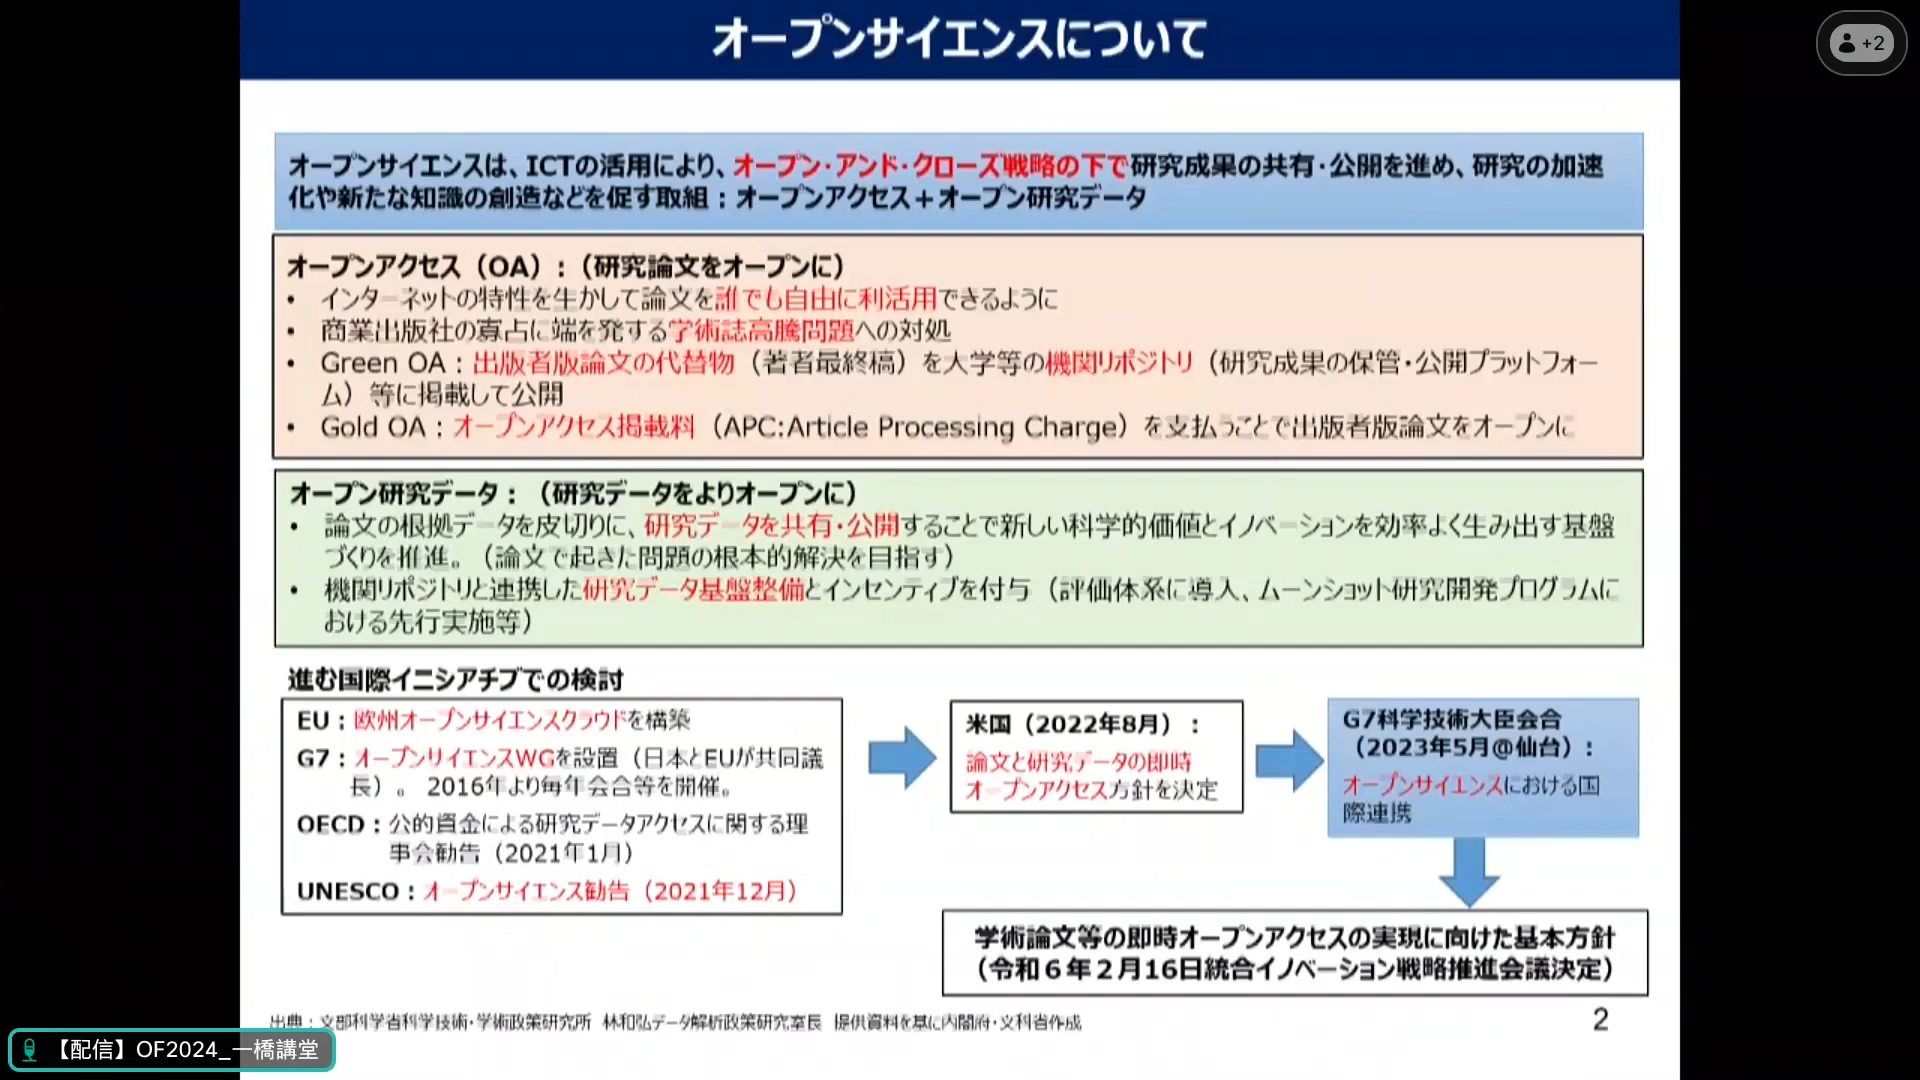 オープンサイエンスについて
+2
オープンサイエンスは、ICTの活用により、オープン・アンド・クローズ戦略の下で研究成果の共有・公開を進め、研究の加速
化や新たな知識の創造などを促す取組：オープンアクセス＋オープン研究データ
オープンアクセス（OA）：（研究論文をオープンに）
• インターネットの特性を生かして論文を誰でも自由に利活用できるように
• 商業出版社の寡占に端を発する学術誌高騰問題への対処
• Green OA：出版者版論文の代替物（著者最終稿）を大学等の機関リポジトリ（研究成果の保管・公開プラットフォー
ム）等に掲載して公開
• Gold OA：オープンアクセス掲載料（APC:Article Processing Charge）を支払うことで出版者版論文をオープンに
オープン研究データ：（研究データをよりオープンに）
• 論文の根拠データを皮切りに、研究データを共有・公開することで新しい科学的価値とイノベーションを効率よく生み出す基盤
づくりを推進。（論文で起きた問題の根本的解決を目指す）
• 機関リポジトリと連携した研究データ基盤整備とインセンティブを付与（評価体系に導入、ムーンショット研究開発プログラムに
おける先行実施等）
進む国際イニシアチブでの検討
EU：欧州オープンサイエンスクラウドを構築
G7：オープンサイエンスWGを設置（日本とEUが共同議
長）。 2016年より毎年会合等を開催。
OECD：公的資金による研究データアクセスに関する理
事会勧告（2021年1月）
UNESCO：オープンサイエンス勧告（2021年12月）
米国（2022年8月）：
論文と研究データの即時
オープンアクセス方針を決定
G7科学技術大臣会合
（2023年5月@仙台）：
オープンサイエンスにおける国
際連携
学術論文等の即時オープンアクセスの実現に向けた基本方針
（令和６年２月16日統合イノベーション戦略推進会議決定）
出典：文部科学省科学技術・学術政策研究所 林和弘データ解析政策研究室長 提供資料を基に内閣府・文科省作成
2
【配信】OF2024_一橋講堂